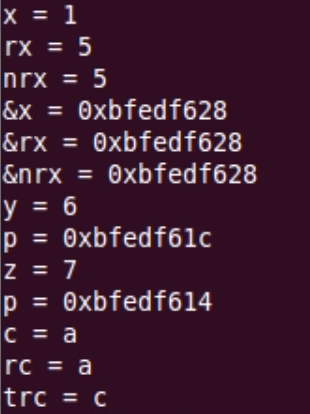 x = 1
rx = 5
nrx = 5
&x = 0xbfedf628
&rx = 0xbfedf628
&nrx = 0xbfedf628
y = 6
p = 0xbfedf61c
z = 7
p = 0xbfedf614
c = a
rc = a
trc = c